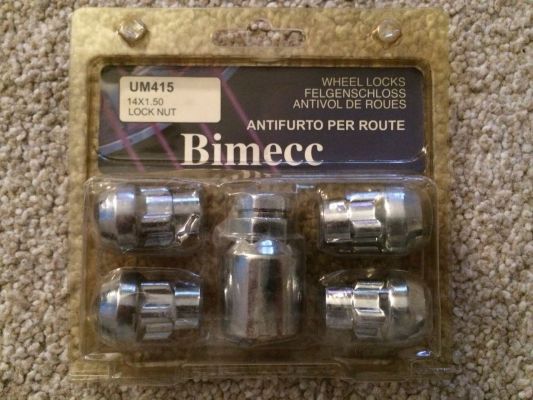 UM415
14X1.50
LOCK NUT
WHEEL LOCKS
FELGENSCHLOSS
ANTIVOL DE ROUES
ANTIFURTO PER ROUTE
Bimecc